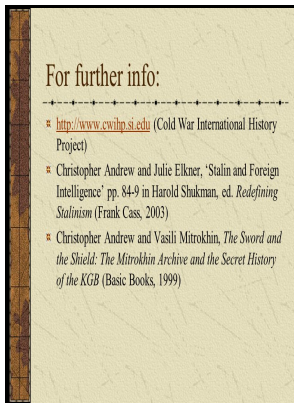 For further info:
http://www.cwihp.si.edu (Cold War International History
Project)
Christopher Andrew and Julie Elkner, ‘Stalin and Foreign
Intelligence’ pp. 84-9 in Harold Shukman, ed. Redefining
Stalinism (Frank Cass, 2003)
Christopher Andrew and Vasili Mitrokhin, The Sword and
the Shield: The Mitrokhin Archive and the Secret History
of the KGB (Basic Books, 1999)